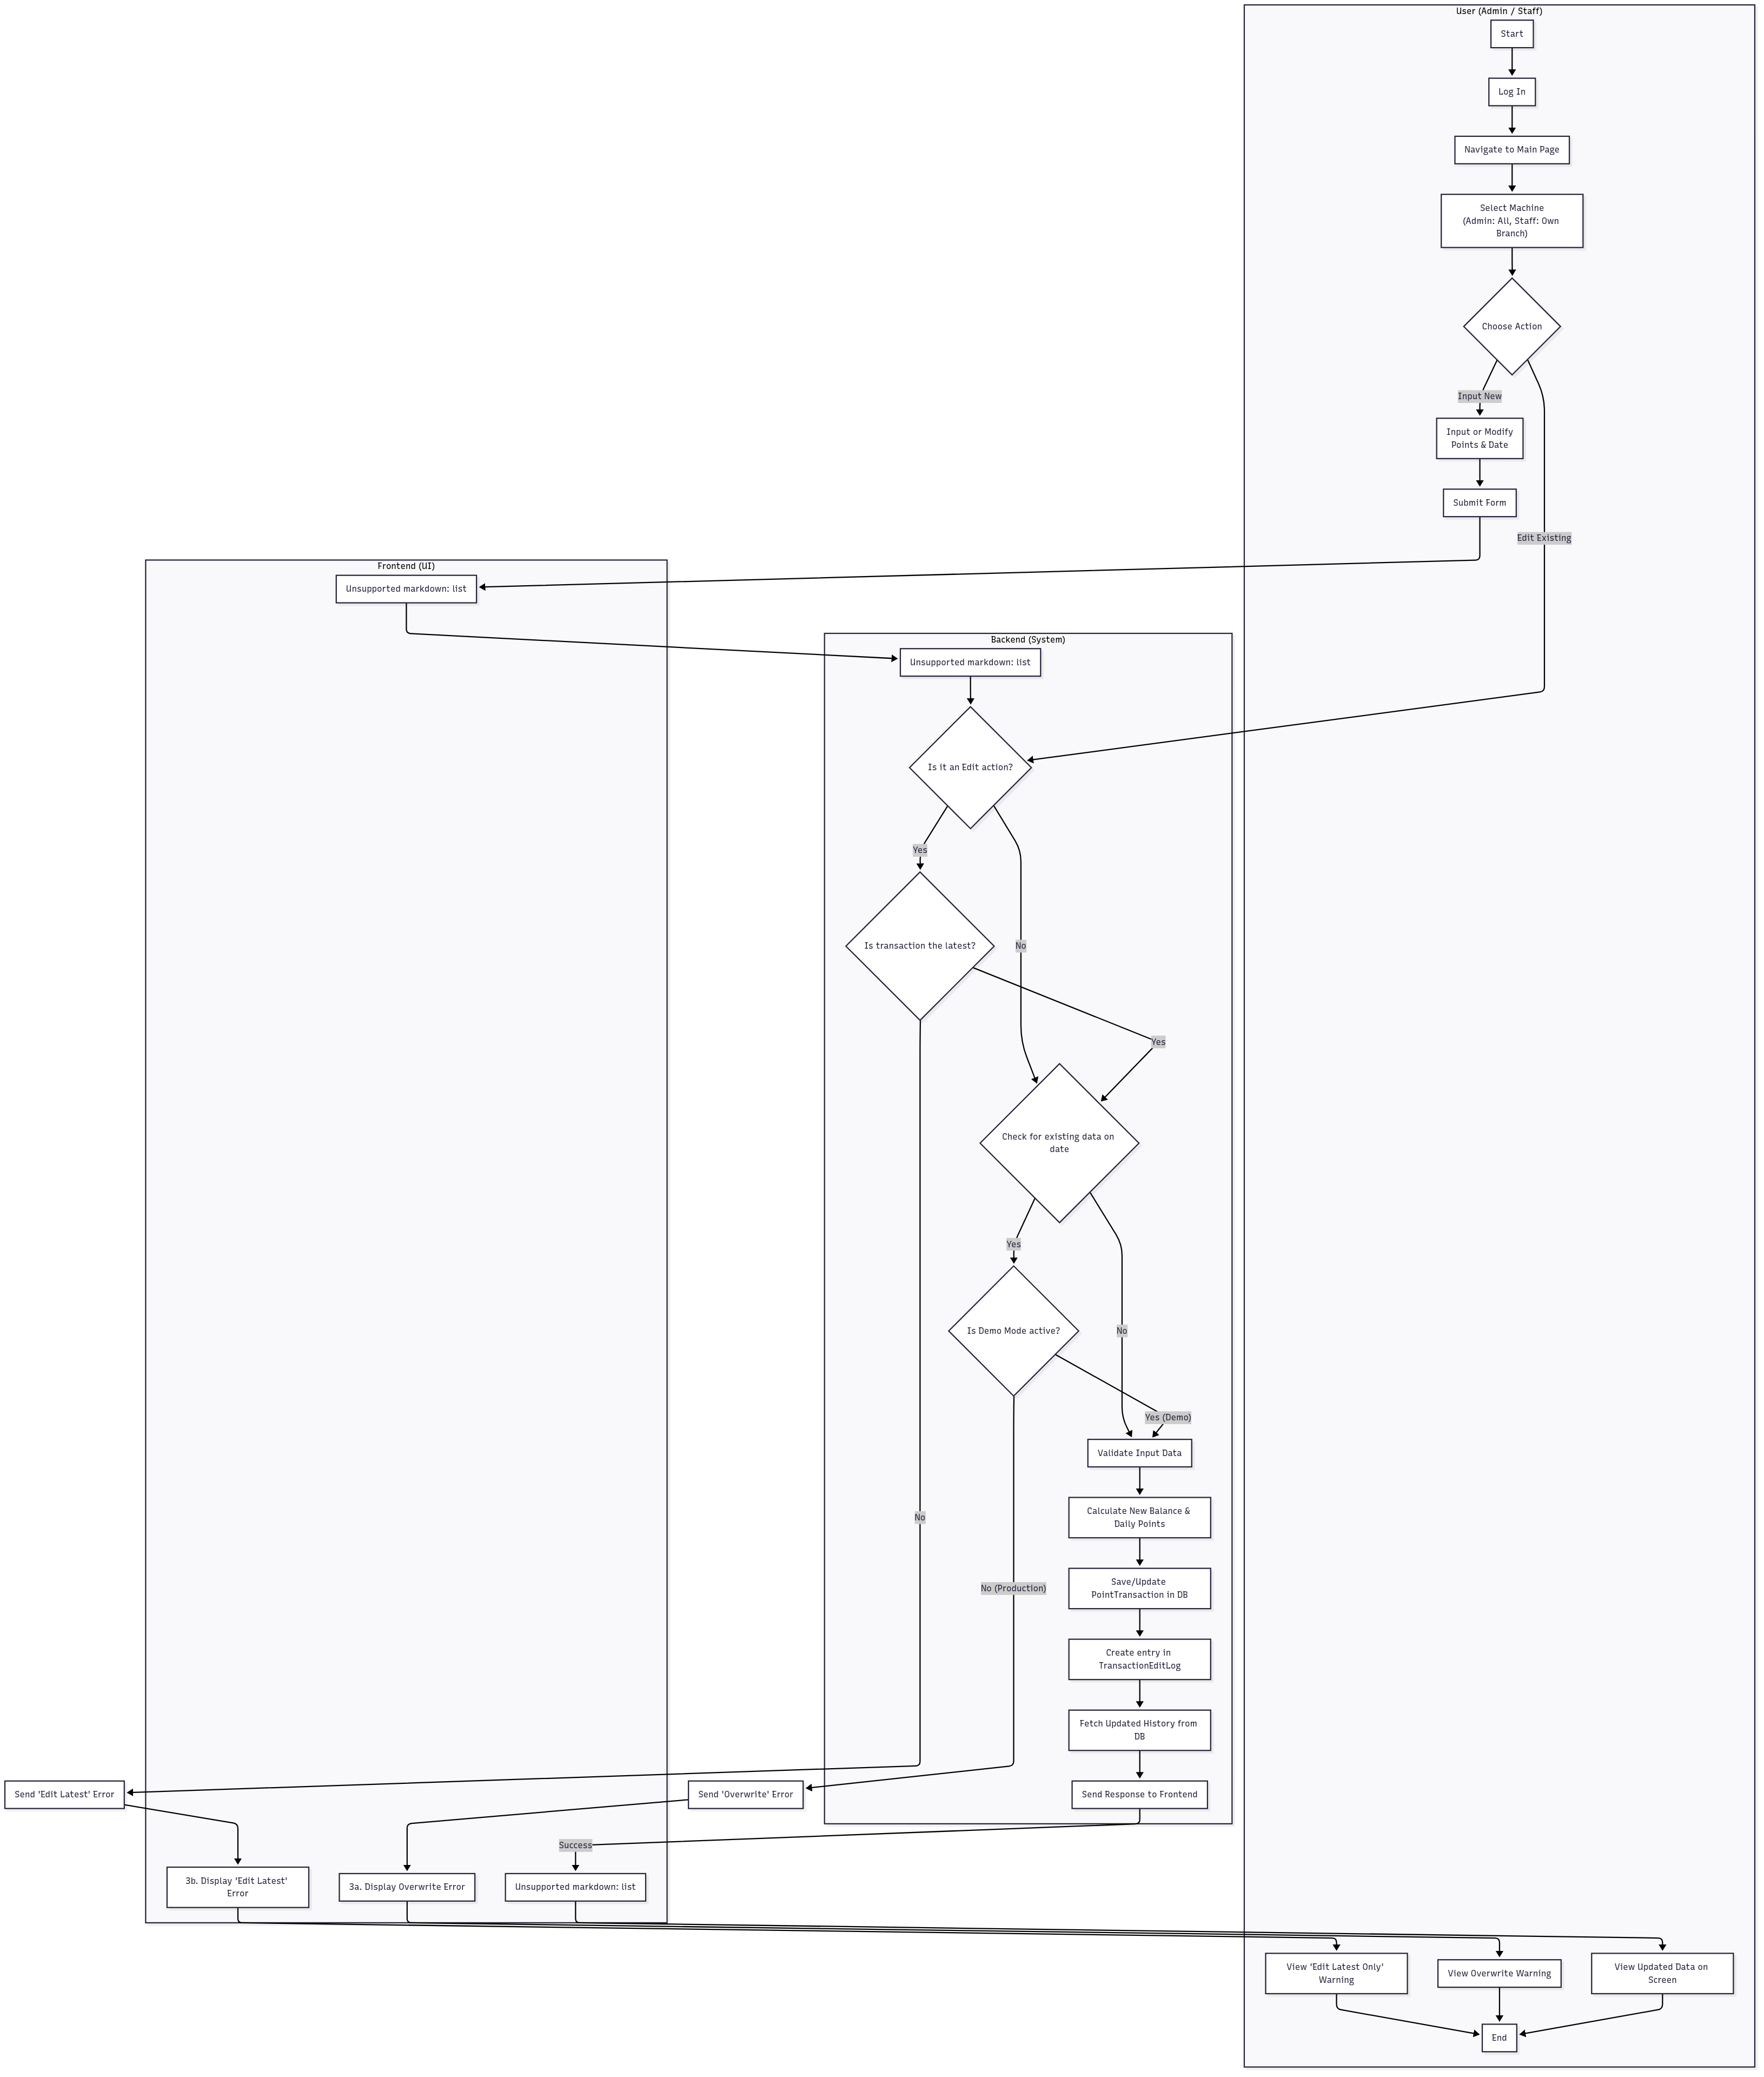 User (Admin / Staff)
Start
Log In
Navigate to Main Page
Select Machine
(Admin: All, Staff: Own
Branch)
Choose Action
Input New
Input or Modify
Points & Date
Submit Form
Edit Existing
Frontend (UI)
Unsupported markdown: list
Backend (System)
Unsupported markdown: list
Is it an Edit action?
Yes
Is transaction the latest?
No
Yes
Check for existing data on
date
Yes
Is Demo Mode active?
No
Yes (Demo)
Validate Input Data
Calculate New Balance &
Daily Points
No
No (Production)
Save/Update
PointTransaction in DB
Create entry in
TransactionEditLog
Fetch Updated History from
DB
Send 'Edit Latest' Error
Send 'Overwrite' Error
Send Response to Frontend
Success
3b. Display 'Edit Latest'
Error
3a. Display Overwrite Error
Unsupported markdown: list
View 'Edit Latest Only'
Warning
View Overwrite Warning
View Updated Data on
Screen
End